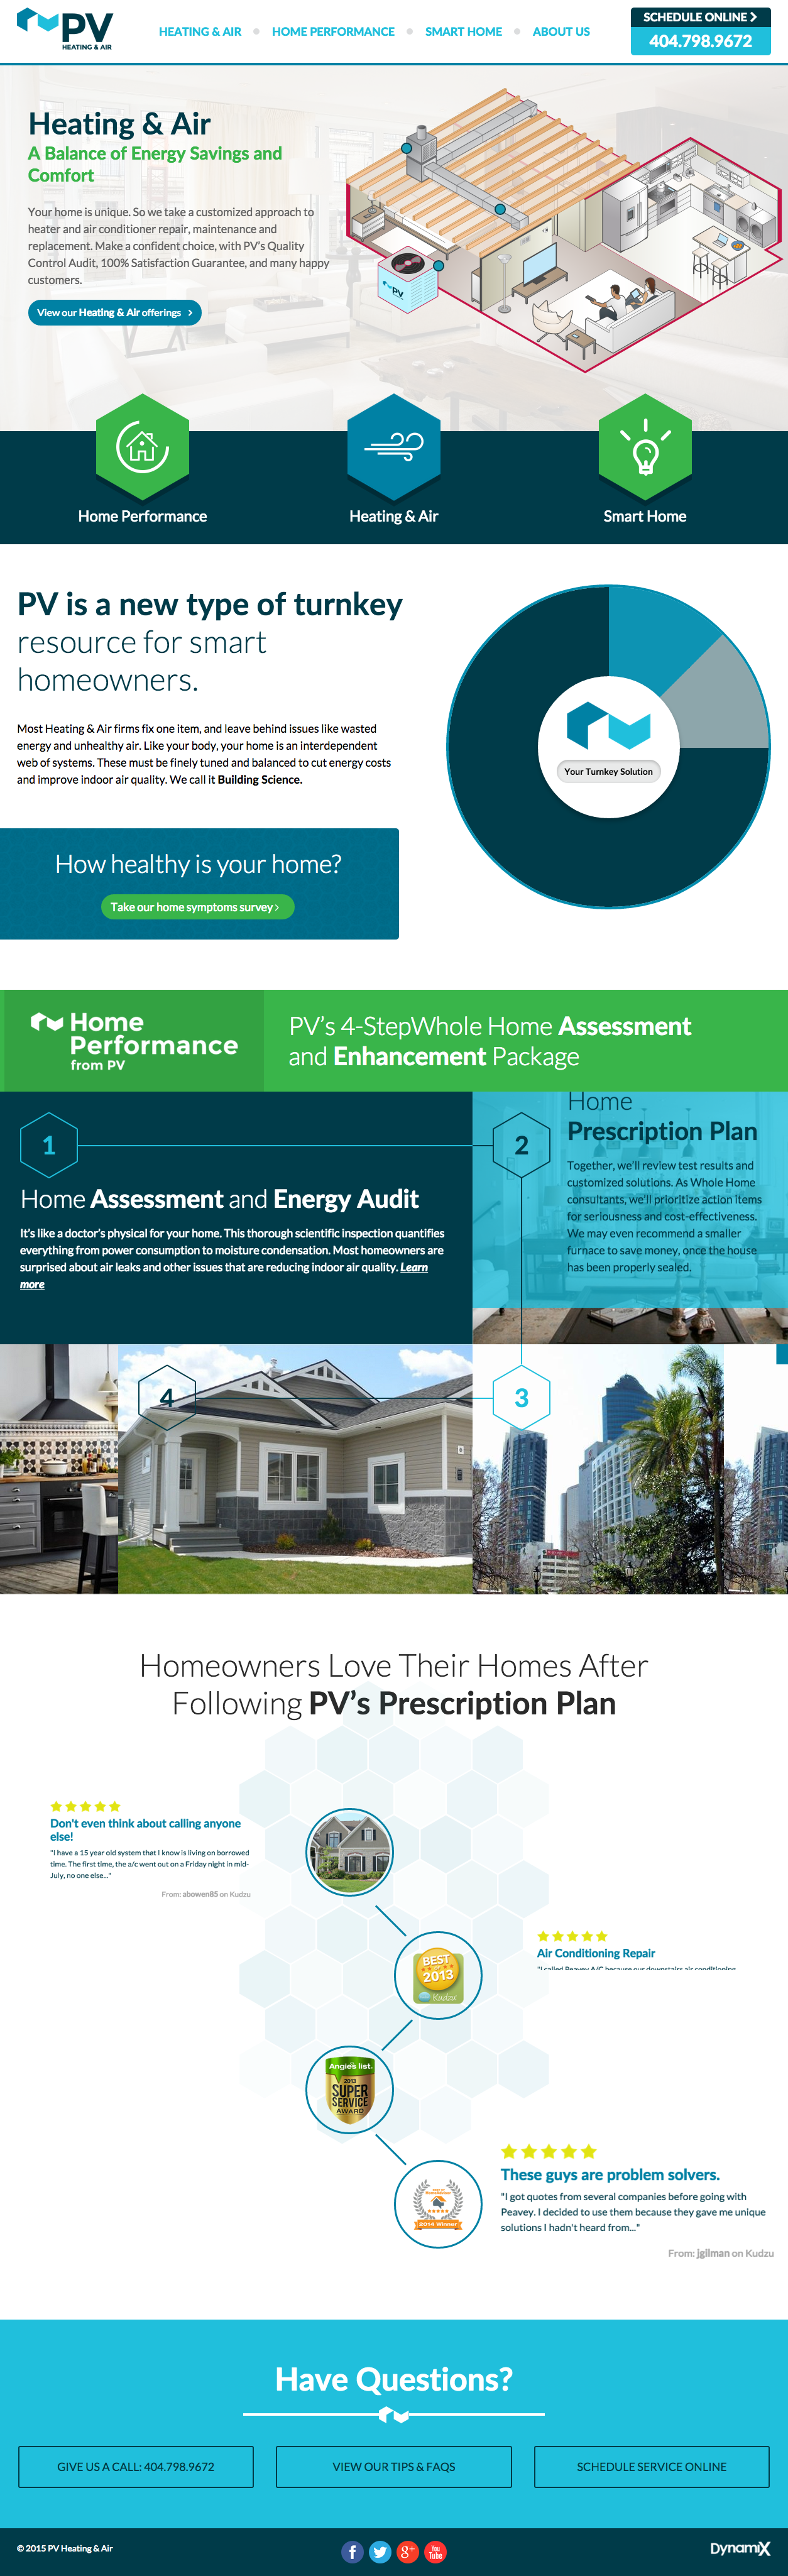 PV
HEATING & AIR
HEATING & AIR
HOME PERFORMANCE
SMART HOME
ABOUT US
SCHEDULE ONLINE
404.798.9672
Heating & Air
A Balance of Energy Savings and
Comfort
Your home is unique. So we take a customized approach to
heater and air conditioner repair, maintenance and
replacement. Make a confident choice, with PV's Quality
Control Audit, 100% Satisfaction Guarantee, and many happy
customers.
View our Heating & Air offerings
PV
Home Performance
Heating & Air
Smart Home
PV is a new type of turnkey
resource for smart
homeowners.
Most Heating & Air firms fix one item, and leave behind issues like wasted
energy and unhealthy air. Like your body, your home is an interdependent
web of systems. These must be finely tuned and balanced to cut energy costs
and improve indoor air quality. We call it Building Science.
Your Turnkey Solution
How healthy is your home?
Take our home symptoms survey
Home
Performance
from PV
PV's 4-StepWhole Home Assessment
and Enhancement Package
1
Home Assessment and Energy Audit
It's like a doctor's physical for your home. This thorough scientific inspection quantifies
everything from power consumption to moisture condensation. Most homeowners are
surprised about air leaks and other issues that are reducing indoor air quality. Learn
more
2
Home
Prescription Plan
Together, we'll review test results and
customized solutions. As Whole Home
consultants, we'll prioritize action items
for seriousness and cost-effectiveness.
We may even recommend a smaller
furnace to save money, once the house
has been properly sealed.
4
3
Homeowners Love Their Homes After
Following PV's Prescription Plan
Don't even think about calling anyone
else!
"I have a 15 year old system that I know is living on borrowed
time. The first time, the a/c went out on a Friday night in mid-
July, no one else..."
From: abowen85 on Kudzu
BEST
2013
Kudzu
Air Conditioning Repair
"I called Peavey A/C because our downstairs air conditioning
Angie's list.
2013
SUPER
SERVICE
AWARD
2014 Winner
These guys are problem solvers.
"I got quotes from several companies before going with
Peavey. I decided to use them because they gave me unique
solutions I hadn't heard from..."
From: jgilman on Kudzu
Have Questions?
GIVE US A CALL: 404.798.9672
VIEW OUR TIPS & FAQS
SCHEDULE SERVICE ONLINE
© 2015 PV Heating & Air
f
g+
You
Tube
DynamiX